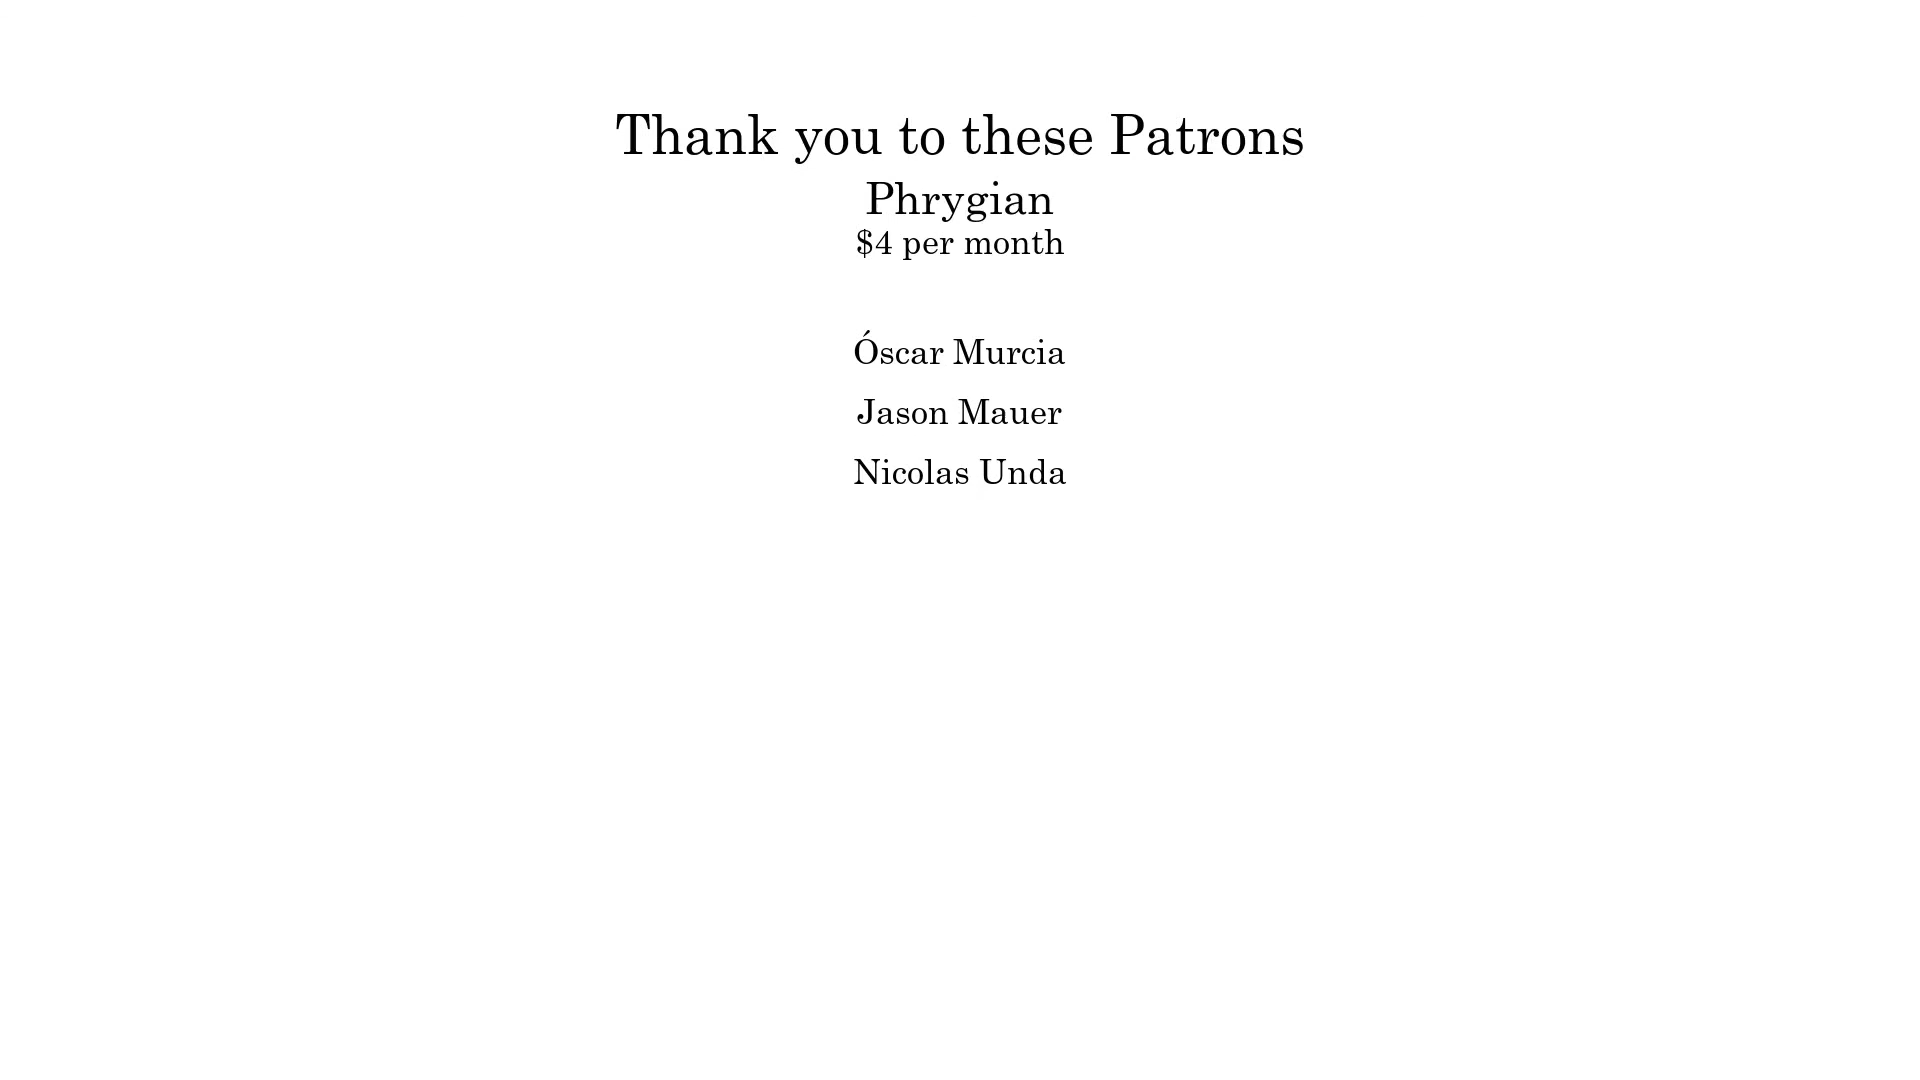 Thank you to these Patrons
Phrygian
$4 per month
Óscar Murcia
Jason Mauer
Nicolas Unda